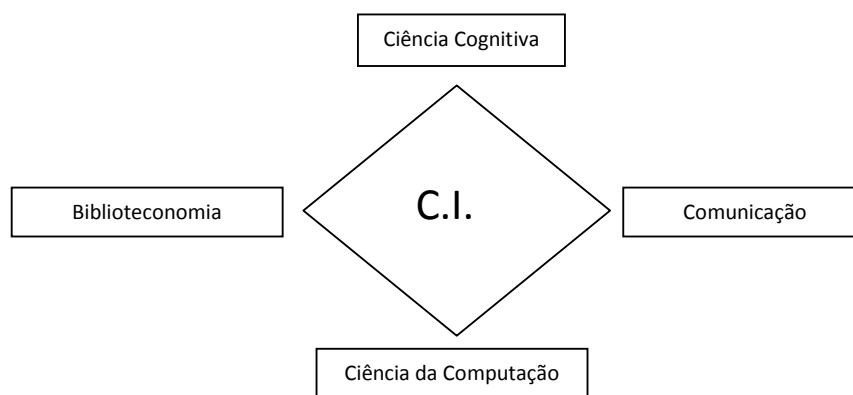 Ciência Cognitiva
Biblioteconomia
C.I.
Comunicação
Ciência da Computação